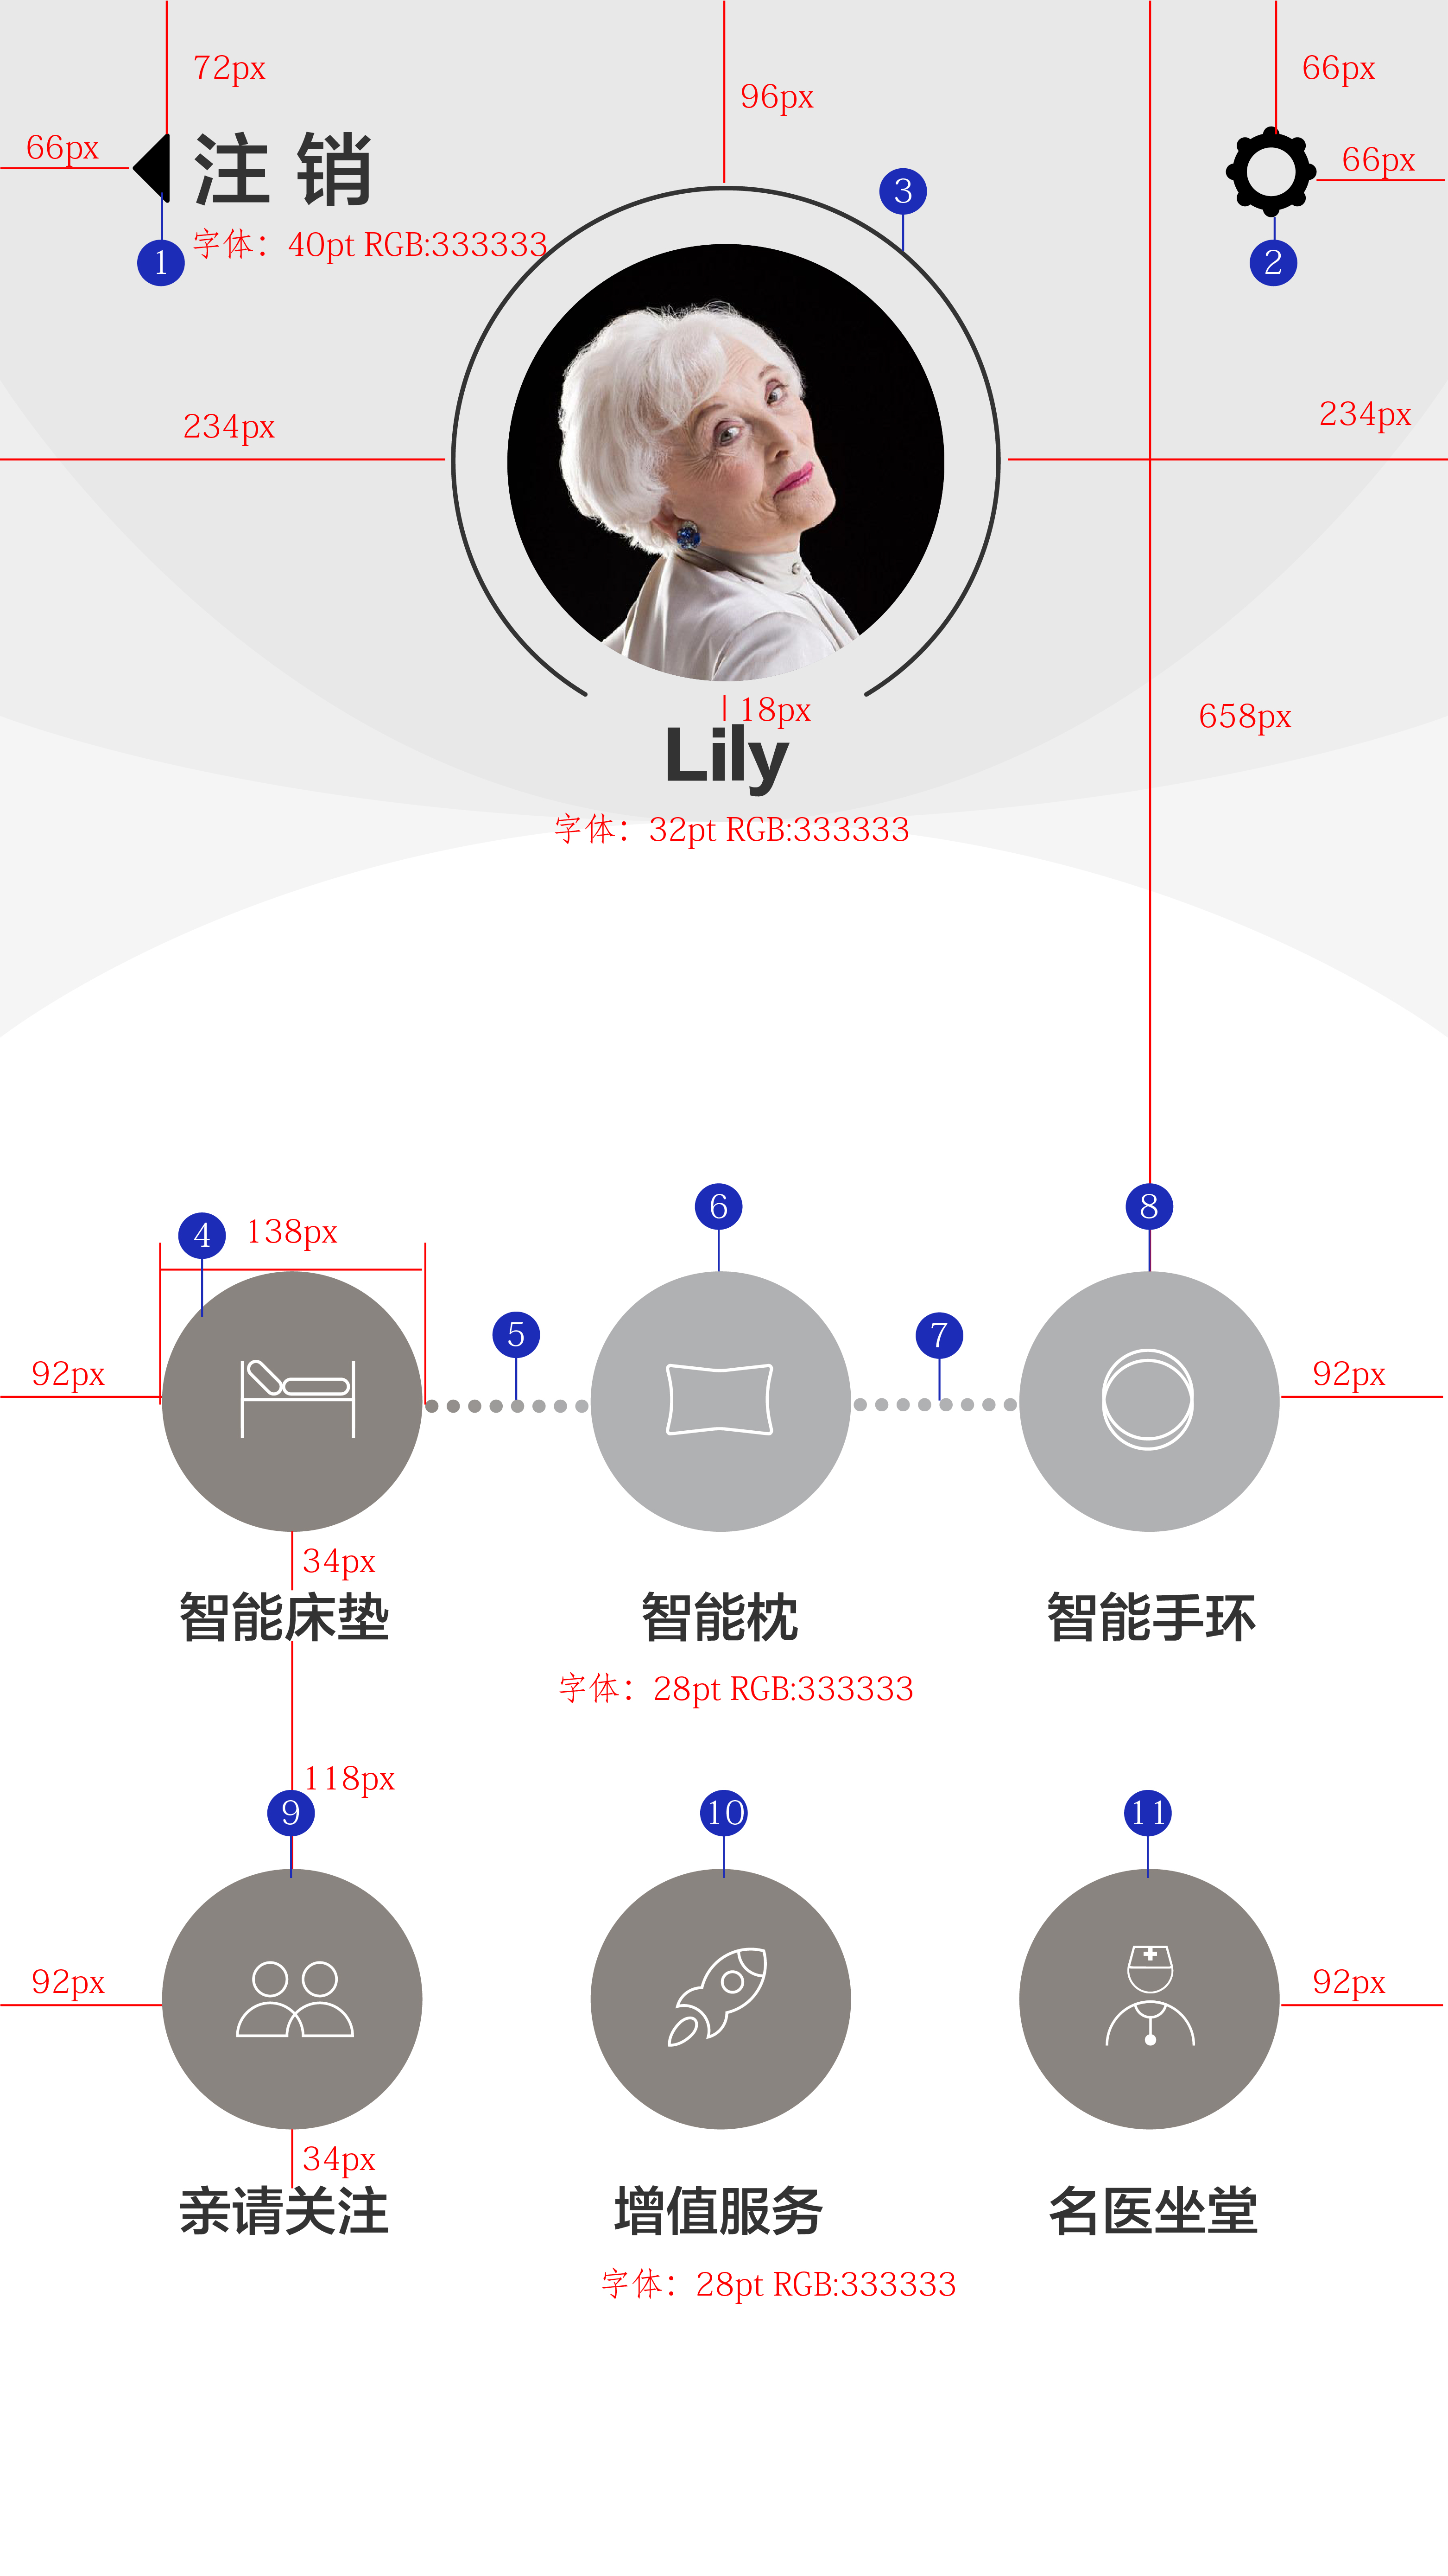 72px
96px
66px
66px
注 销
66px
3
字体：40pt RGB:333333
1
2
234px
234px
18px
658px
Lily
字体：32pt RGB:333333
4
138px
6
8
5
7
92px
92px
34px
智能床垫
智能枕
智能手环
字体：28pt RGB:333333
118px
9
10
11
92px
92px
34px
亲请关注
增值服务
名医坐堂
字体：28pt RGB:333333